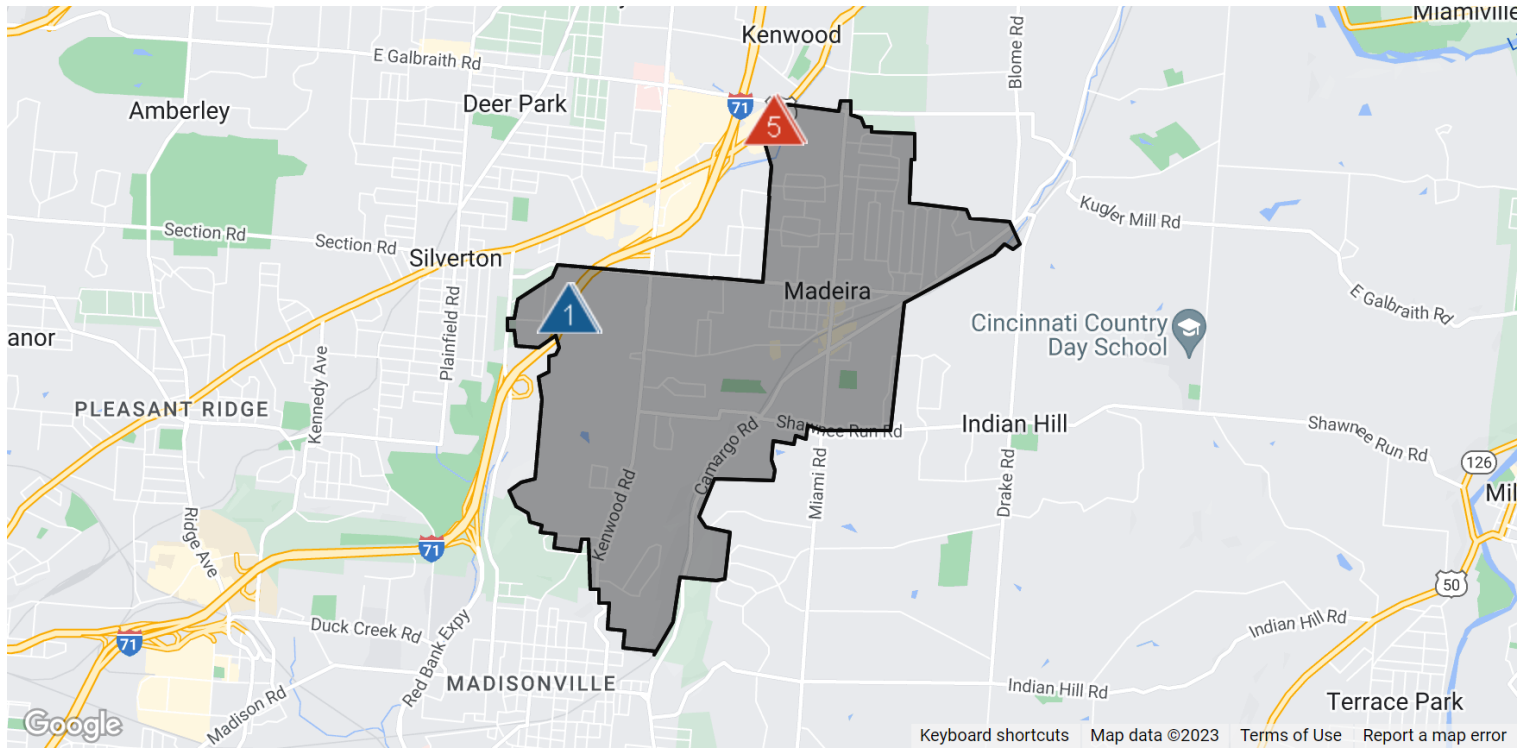 Miamiville
Kenwood
E Galbraith Rd
Blome Rd
Deer Park
Amberley
71
5
Kugler Mill Rd
Section Rd
Section Rd
Silverton
Madeira
E Galbraith Rd
1
Plainfield Rd
Cincinnati Country
Day School
anor
Kennedy Ave
PLEASANT RIDGE
Shawnee Run Rd
Indian Hill
Shawnee Run Rd
Camargo Rd
126
Mil
Miami Rd
Drake Rd
Kenwood Rd
Ridge Ave
71
50
Duck Creek Rd
Indian Hill Rd
71
Red Bank Expy
MADISONVILLE
Indian Hill Rd
Madison Rd
Terrace Park
Google
Keyboard shortcuts
Map data ©2023
Terms of Use
Report a map error